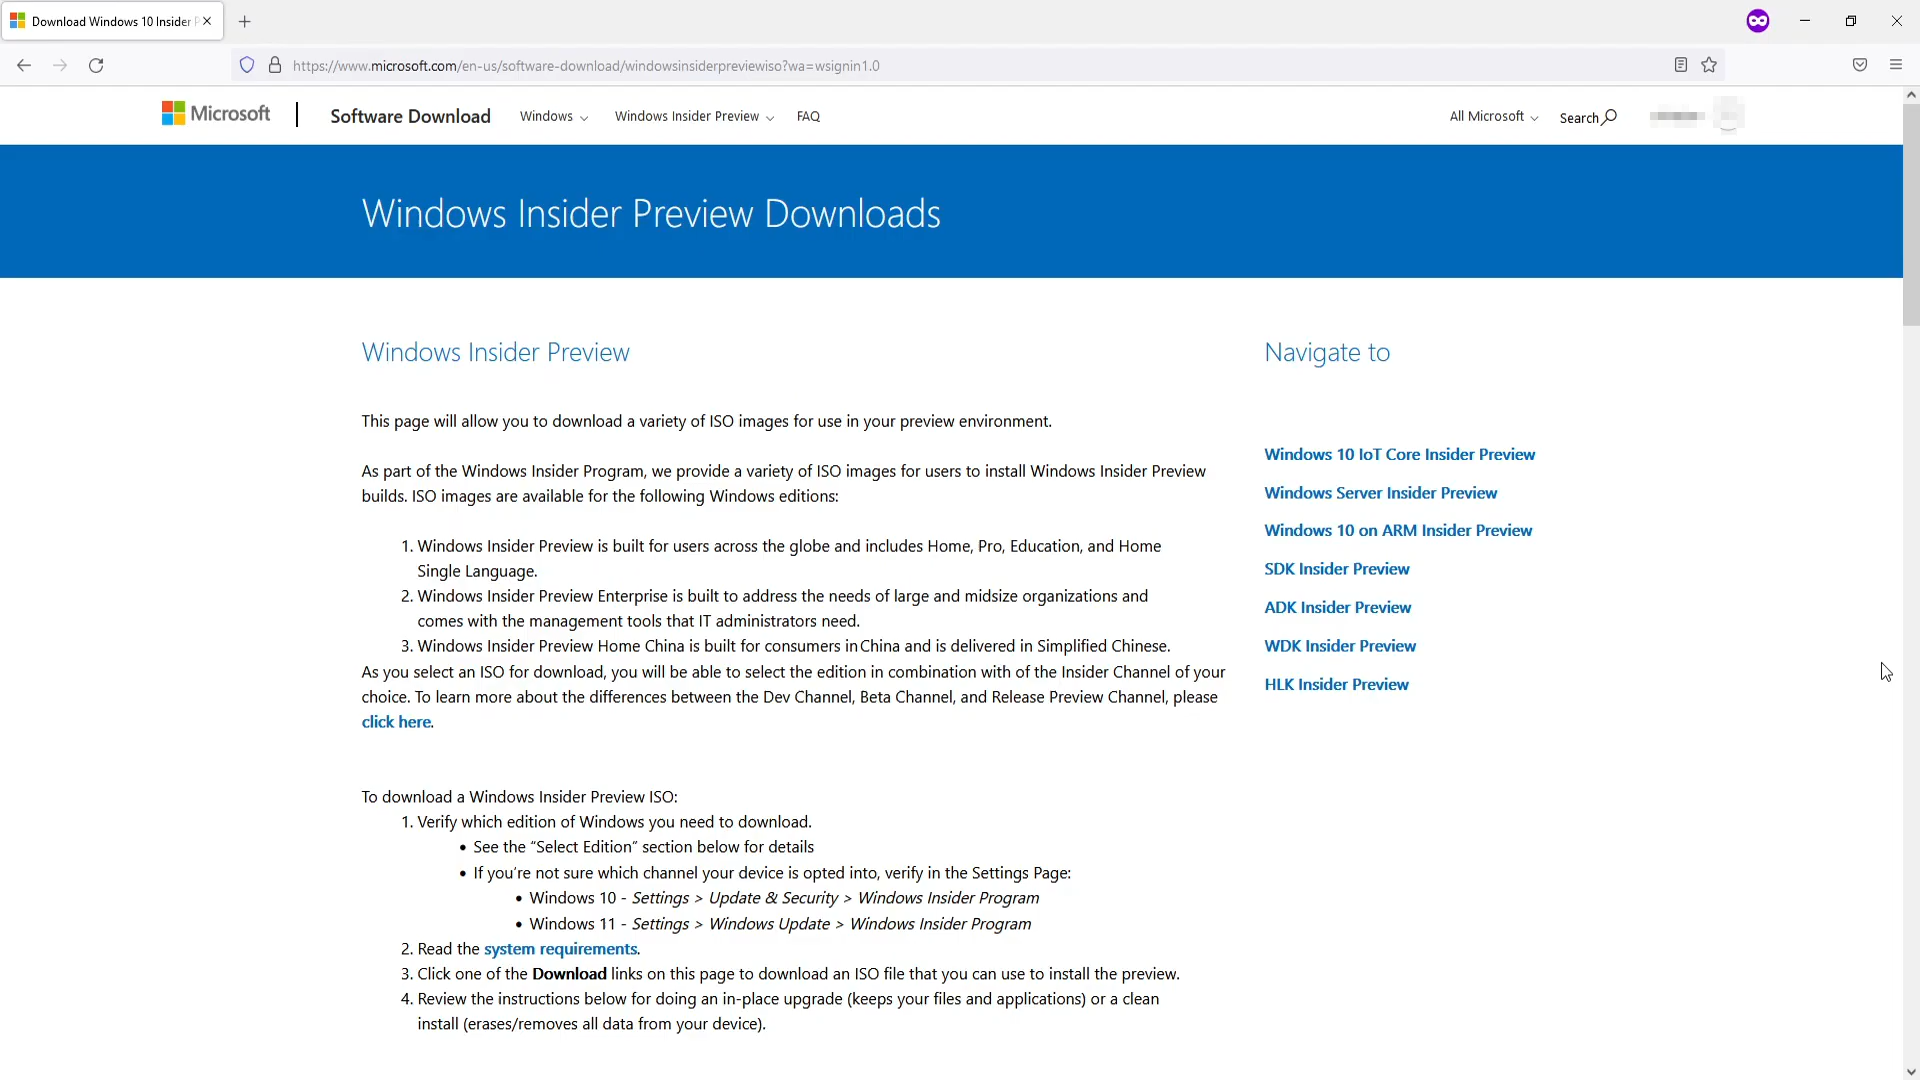 Download Windows 10 Insider P
https://www.microsoft.com/en-us/software-download/windowsinsiderpreviewiso?wa=wsignin1.0
Microsoft
Software Download
Windows
Windows Insider Preview
FAQ
All Microsoft
Search
Windows Insider Preview Downloads
Windows Insider Preview
This page will allow you to download a variety of ISO images for use in your preview environment.
As part of the Windows Insider Program, we provide a variety of ISO images for users to install Windows Insider Preview
builds. ISO images are available for the following Windows editions:
1. Windows Insider Preview is built for users across the globe and includes Home, Pro, Education, and Home
Single Language.
2. Windows Insider Preview Enterprise is built to address the needs of large and midsize organizations and
comes with the management tools that IT administrators need.
3. Windows Insider Preview Home China is built for consumers in China and is delivered in Simplified Chinese.
As you select an ISO for download, you will be able to select the edition in combination with of the Insider Channel of your
choice. To learn more about the differences between the Dev Channel, Beta Channel, and Release Preview Channel, please
click here.
To download a Windows Insider Preview ISO:
1. Verify which edition of Windows you need to download.
• See the “Select Edition” section below for details
• If you’re not sure which channel your device is opted into, verify in the Settings Page:
• Windows 10 - Settings > Update & Security > Windows Insider Program
• Windows 11 - Settings > Windows Update > Windows Insider Program
2. Read the system requirements.
3. Click one of the Download links on this page to download an ISO file that you can use to install the preview.
4. Review the instructions below for doing an in-place upgrade (keeps your files and applications) or a clean
install (erases/removes all data from your device).
Navigate to
Windows 10 IoT Core Insider Preview
Windows Server Insider Preview
Windows 10 on ARM Insider Preview
SDK Insider Preview
ADK Insider Preview
WDK Insider Preview
HLK Insider Preview